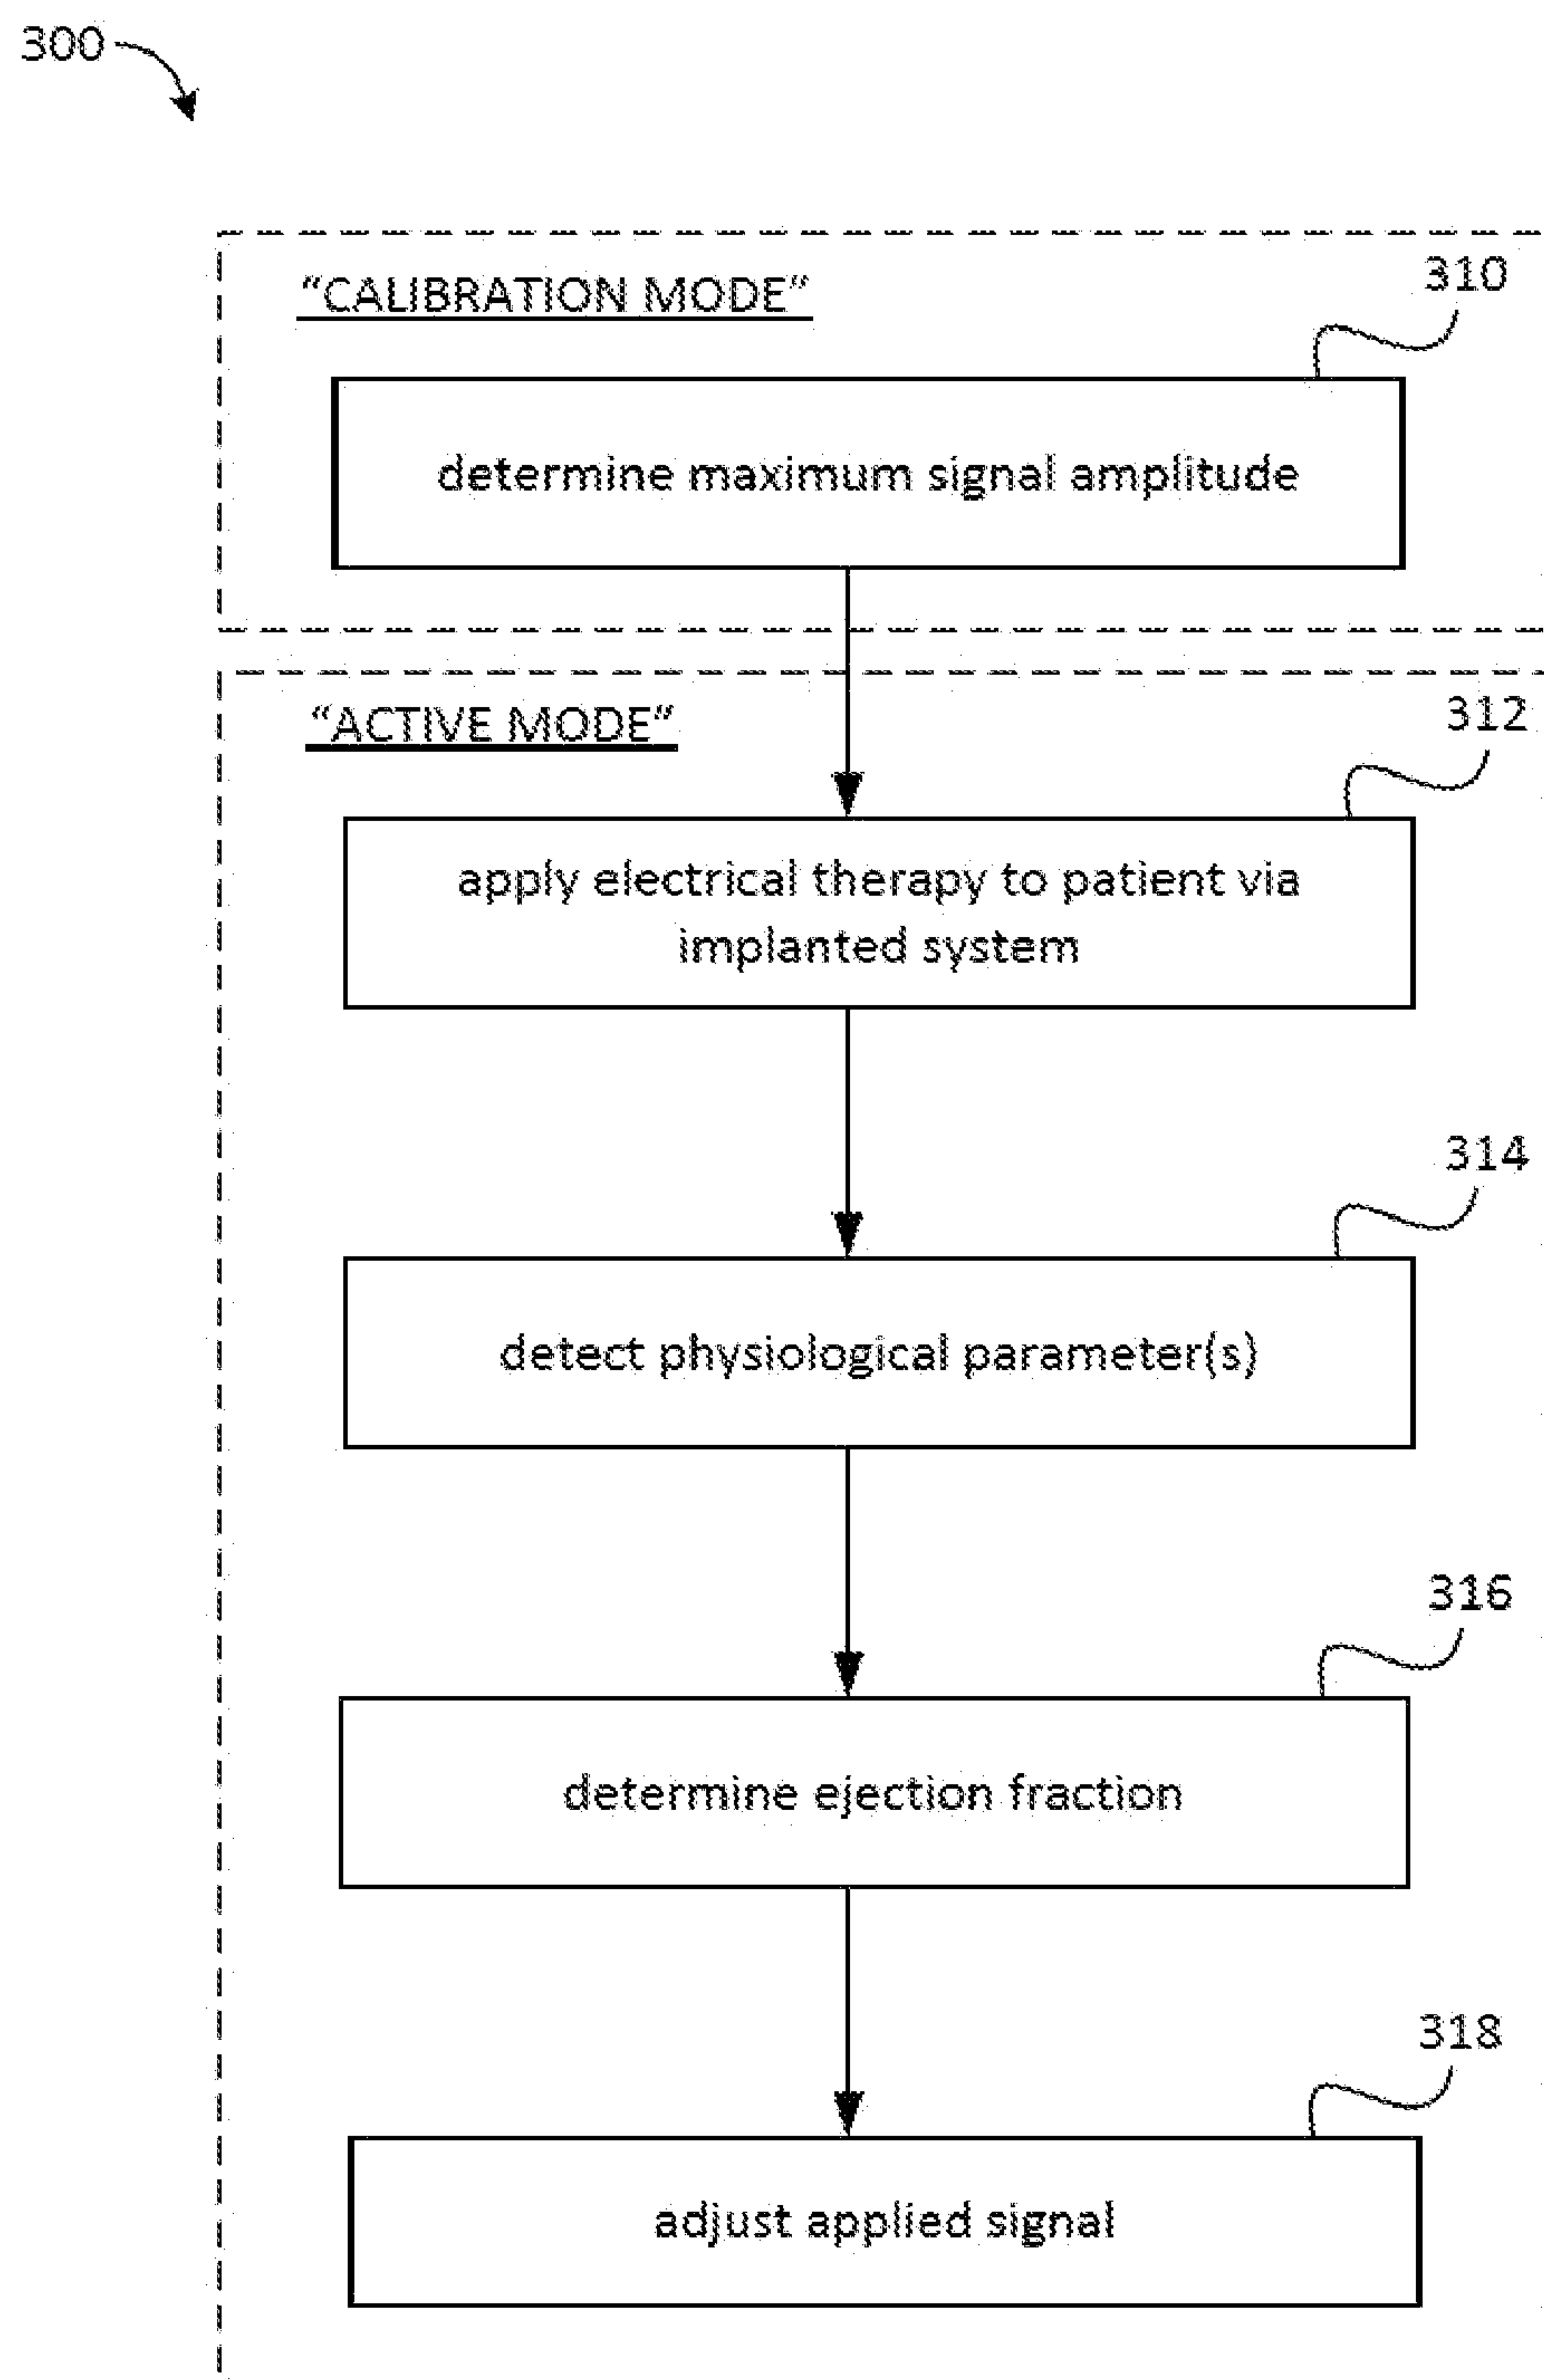 300
"CALIBRATION MODE"
310
determine maximum signal amplitude
"ACTIVE MODE"
312
apply electrical therapy to patient via
implanted system
314
detect physiological parameter(s)
316
determine ejection fraction
318
adjust applied signal